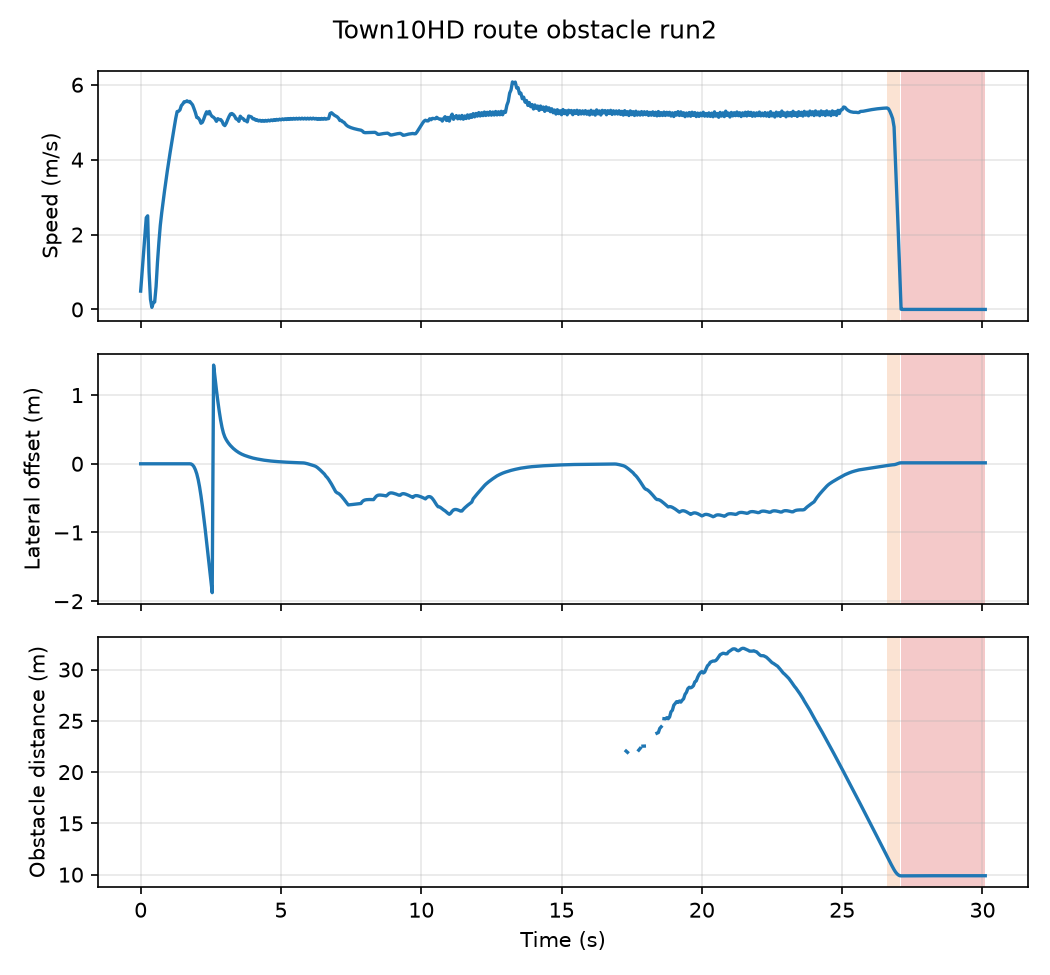 Town10HD route obstacle run2
6
4
2
0
Speed (m/s)
1
0
−1
−2
Lateral offset (m)
30
25
20
15
10
Obstacle distance (m)
0 5 10 15 20 25 30
Time (s)